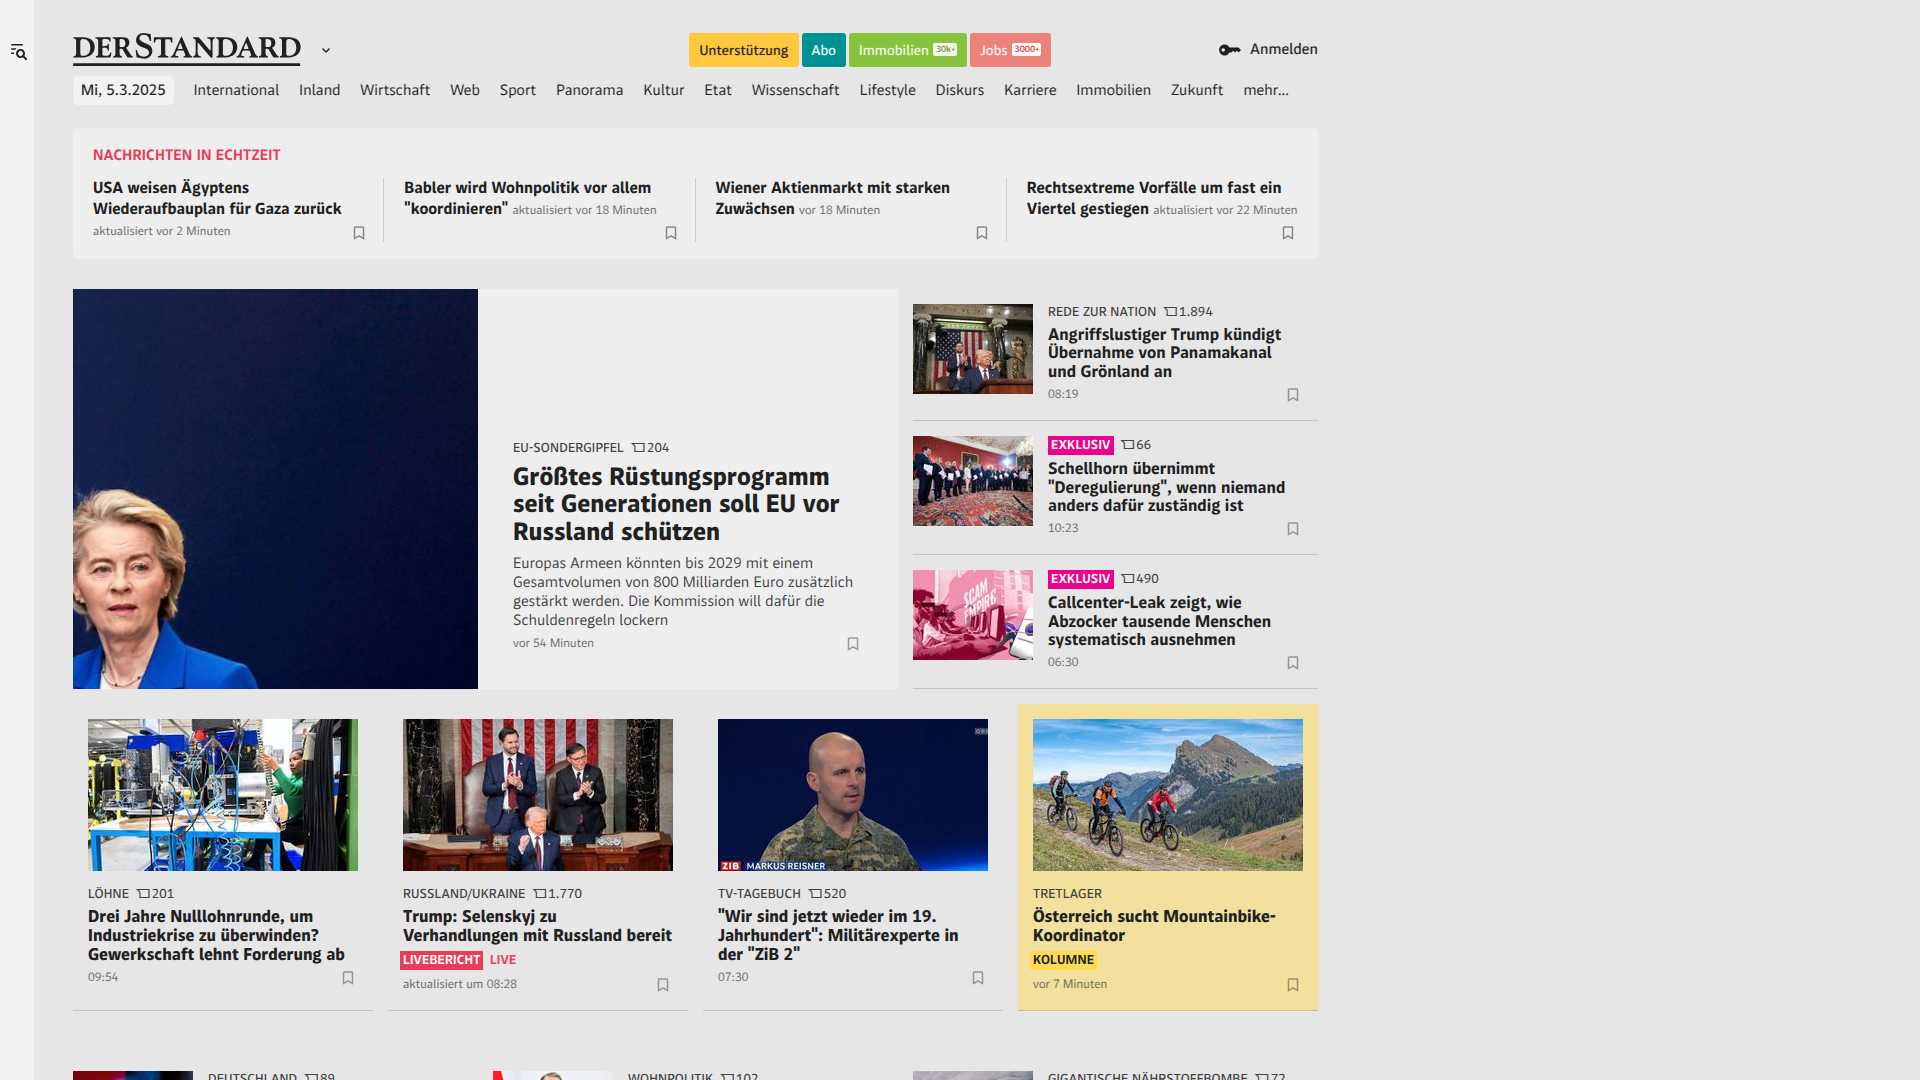 DERSTANDARD
Unterstützung
Abo
Immobilien 30k+
Jobs 3000+
Anmelden
Mi, 5.3.2025
International
Inland
Wirtschaft
Web
Sport
Panorama
Kultur
Etat
Wissenschaft
Lifestyle
Diskurs
Karriere
Immobilien
Zukunft
mehr...
NACHRICHTEN IN ECHTZEIT
USA weisen Ägyptens
Wiederaufbauplan für Gaza zurück
aktualisiert vor 2 Minuten
Babler wird Wohnpolitik vor allem
"koordinieren" aktualisiert vor 18 Minuten
Wiener Aktienmarkt mit starken
Zuwächsen vor 18 Minuten
Rechtsextreme Vorfälle um fast ein
Viertel gestiegen aktualisiert vor 22 Minuten
EU-SONDERGIPFEL 204
Größtes Rüstungsprogramm
seit Generationen soll EU vor
Russland schützen
Europas Armeen könnten bis 2029 mit einem
Gesamtvolumen von 800 Milliarden Euro zusätzlich
gestärkt werden. Die Kommission will dafür die
Schuldenregeln lockern
vor 54 Minuten
REDE ZUR NATION 1.894
Angriffslustiger Trump kündigt
Übernahme von Panamakanal
und Grönland an
08:19
EXKLUSIV 66
Schellhorn übernimmt
"Deregulierung", wenn niemand
anders dafür zuständig ist
10:23
SCAM
EMPIRE
EXKLUSIV 490
Callcenter-Leak zeigt, wie
Abzocker tausende Menschen
systematisch ausnehmen
06:30
LÖHNE 201
Drei Jahre Nulllohnrunde, um
Industriekrise zu überwinden?
Gewerkschaft lehnt Forderung ab
09:54
RUSSLAND/UKRAINE 1.770
Trump: Selenskyj zu
Verhandlungen mit Russland bereit
LIVEBERICHT LIVE
aktualisiert um 08:28
ZIB MARKUS REISNER
TV-TAGEBUCH 520
"Wir sind jetzt wieder im 19.
Jahrhundert": Militärexperte in
der "ZiB 2"
07:30
TRETLAGER
Österreich sucht Mountainbike-
Koordinator
KOLUMNE
vor 7 Minuten
DEUTSCHLAND 89
WOHNPOLITIK 102
GIGANTISCHE NÄHRSTOFFBOMBE 72